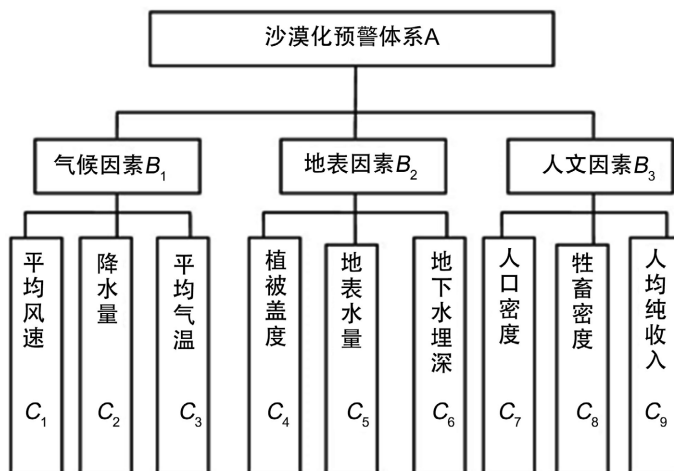 沙漠化预警体系A
气候因素B₁
地表因素B₂
人文因素B₃
平均风速 C₁
降水量 C₂
平均气温 C₃
植被盖度 C₄
地表水量 C₅
地下水埋深 C₆
人口密度 C₇
牲畜密度 C₈
人均纯收入 C₉